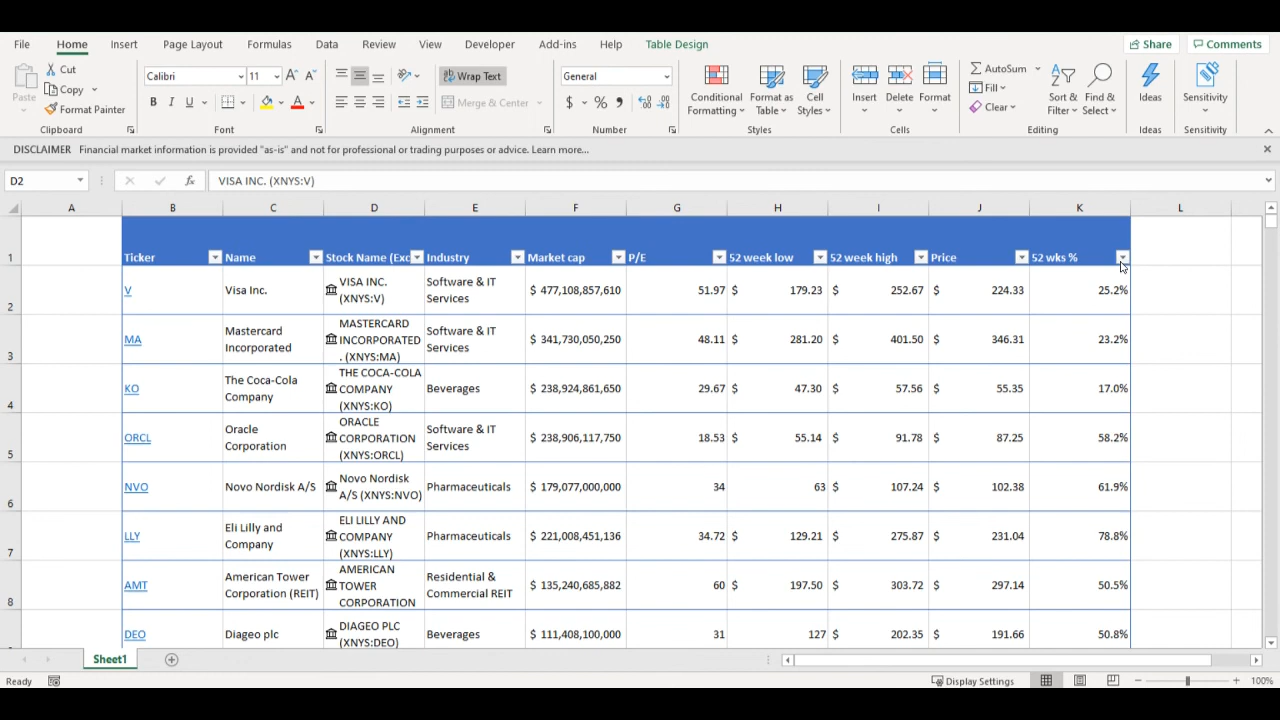 File Home Insert Page Layout Formulas Data Review View Developer Add-ins Help Table Design Share Comments
Paste Cut Copy Format Painter Clipboard
Calibri 11 A A B I U A Font
Wrap Text Merge & Center Alignment
General $ % Number
Conditional Formatting Format as Table Cell Styles Styles
Insert Delete Format Cells
AutoSum Fill Clear Sort & Filter Find & Select Editing
Ideas Ideas
Sensitivity Sensitivity
DISCLAIMER Financial market information is provided "as-is" and not for professional or trading purposes or advice. Learn more...
D2 fx VISA INC. (XNYS:V)
A B C D E F G H I J K L
1 Ticker Name Stock Name (Exc Industry Market cap P/E 52 week low 52 week high Price 52 wks %
2 V Visa Inc. VISA INC. (XNYS:V) Software & IT Services $ 477,108,857,610 51.97 $ 179.23 $ 252.67 $ 224.33 25.2%
3 MA Mastercard Incorporated MASTERCARD INCORPORATED . (XNYS:MA) Software & IT Services $ 341,730,050,250 48.11 $ 281.20 $ 401.50 $ 346.31 23.2%
4 KO The Coca-Cola Company THE COCA-COLA COMPANY (XNYS:KO) Beverages $ 238,924,861,650 29.67 $ 47.30 $ 57.56 $ 55.35 17.0%
5 ORCL Oracle Corporation ORACLE CORPORATION (XNYS:ORCL) Software & IT Services $ 238,906,117,750 18.53 $ 55.14 $ 91.78 $ 87.25 58.2%
6 NVO Novo Nordisk A/S Novo Nordisk A/S (XNYS:NVO) Pharmaceuticals $ 179,077,000,000 34 $ 63 $ 107.24 $ 102.38 61.9%
7 LLY Eli Lilly and Company ELI LILLY AND COMPANY (XNYS:LLY) Pharmaceuticals $ 221,008,451,136 34.72 $ 129.21 $ 275.87 $ 231.04 78.8%
8 AMT American Tower Corporation (REIT) AMERICAN TOWER CORPORATION Residential & Commercial REIT $ 135,240,685,882 60 $ 197.50 $ 303.72 $ 297.14 50.5%
DEO Diageo plc DIAGEO PLC (XNYS:DEO) Beverages $ 111,408,100,000 31 $ 127 $ 202.35 $ 191.66 50.8%
Sheet1
Ready Display Settings 100%